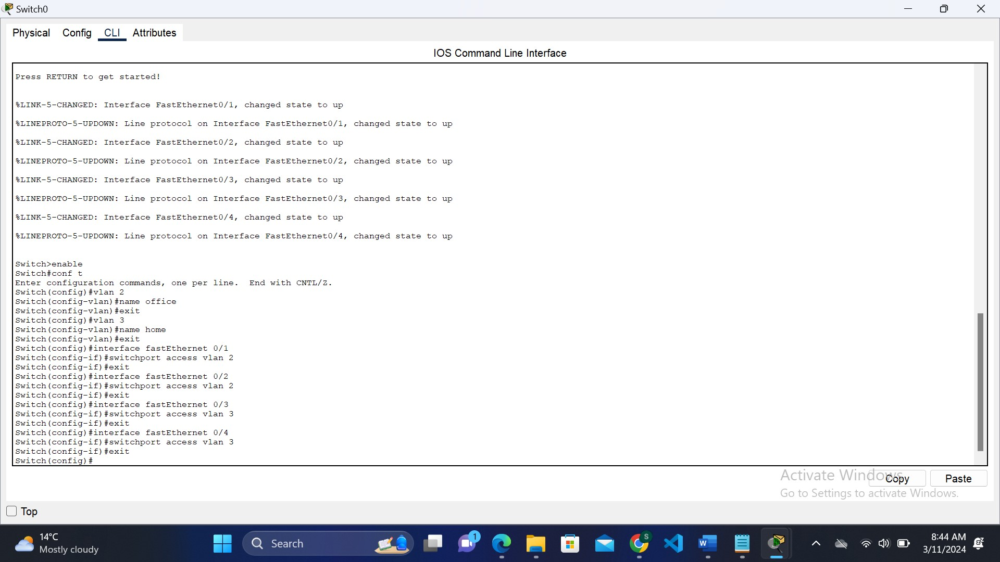 Switch0
Physical Config CLI Attributes
IOS Command Line Interface
Press RETURN to get started!
%LINK-5-CHANGED: Interface FastEthernet0/1, changed state to up
%LINEPROTO-5-UPDOWN: Line protocol on Interface FastEthernet0/1, changed state to up
%LINK-5-CHANGED: Interface FastEthernet0/2, changed state to up
%LINEPROTO-5-UPDOWN: Line protocol on Interface FastEthernet0/2, changed state to up
%LINK-5-CHANGED: Interface FastEthernet0/3, changed state to up
%LINEPROTO-5-UPDOWN: Line protocol on Interface FastEthernet0/3, changed state to up
%LINK-5-CHANGED: Interface FastEthernet0/4, changed state to up
%LINEPROTO-5-UPDOWN: Line protocol on Interface FastEthernet0/4, changed state to up
Switch>enable
Switch#conf t
Enter configuration commands, one per line.  End with CNTL/Z.
Switch(config)#vlan 2
Switch(config-vlan)#name office
Switch(config-vlan)#exit
Switch(config)#vlan 3
Switch(config-vlan)#name home
Switch(config-vlan)#exit
Switch(config)#interface fastEthernet 0/1
Switch(config-if)#switchport access vlan 2
Switch(config-if)#exit
Switch(config)#interface fastEthernet 0/2
Switch(config-if)#switchport access vlan 2
Switch(config-if)#exit
Switch(config)#interface fastEthernet 0/3
Switch(config-if)#switchport access vlan 3
Switch(config-if)#exit
Switch(config)#interface fastEthernet 0/4
Switch(config-if)#switchport access vlan 3
Switch(config-if)#exit
Switch(config)#
Activate Windows
Copy Paste
Go to Settings to activate Windows.
Top
14°C
Mostly cloudy
Search
1
S
W
8:44 AM
3/11/2024